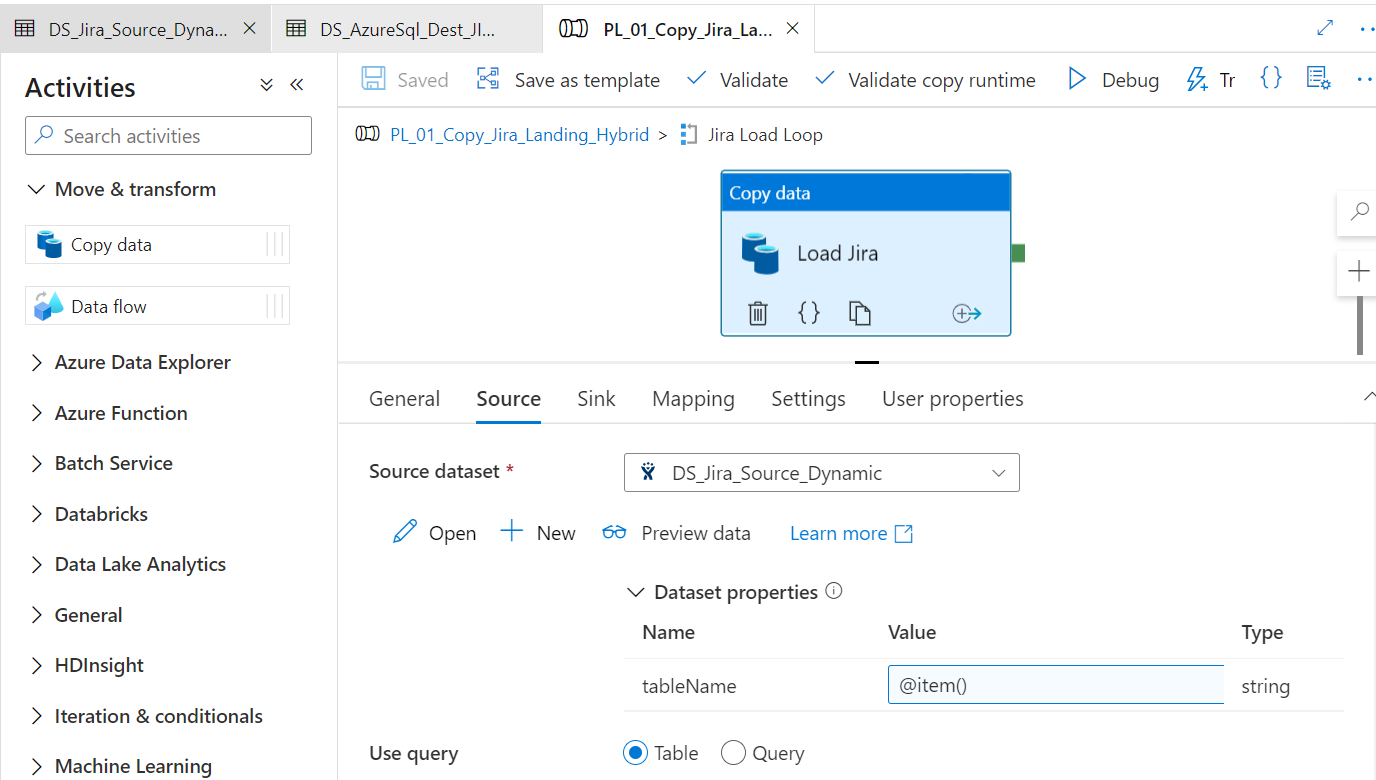 DS_Jira_Source_Dyna...
DS_AzureSql_Dest_JI...
PL_01_Copy_Jira_La...
Activities
Saved
Save as template
Validate
Validate copy runtime
Debug
Tr
Search activities
PL_01_Copy_Jira_Landing_Hybrid > Jira Load Loop
Move & transform
Copy data
Data flow
Azure Data Explorer
Azure Function
Batch Service
Databricks
Data Lake Analytics
General
HDInsight
Iteration & conditionals
Machine Learning
Copy data
Load Jira
General
Source
Sink
Mapping
Settings
User properties
Source dataset *
DS_Jira_Source_Dynamic
Open
New
Preview data
Learn more
Dataset properties
Name
Value
Type
tableName
@item()
string
Use query
Table
Query